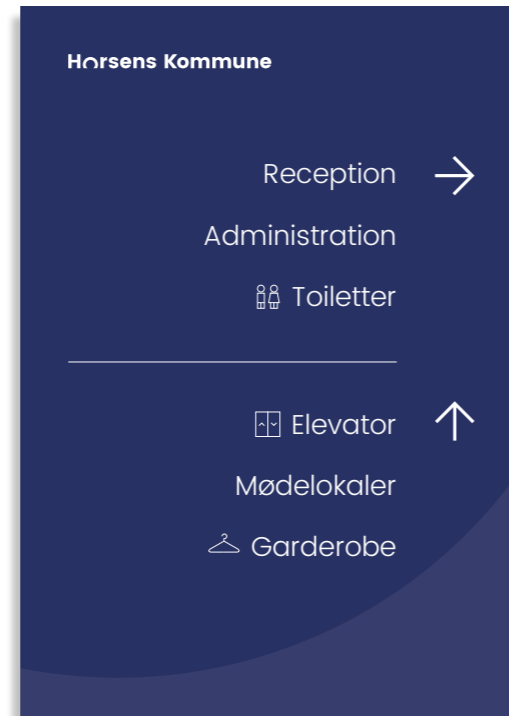 Horsens Kommune
Reception
Administration
Toiletter
Elevator
Mødelokaler
Garderobe